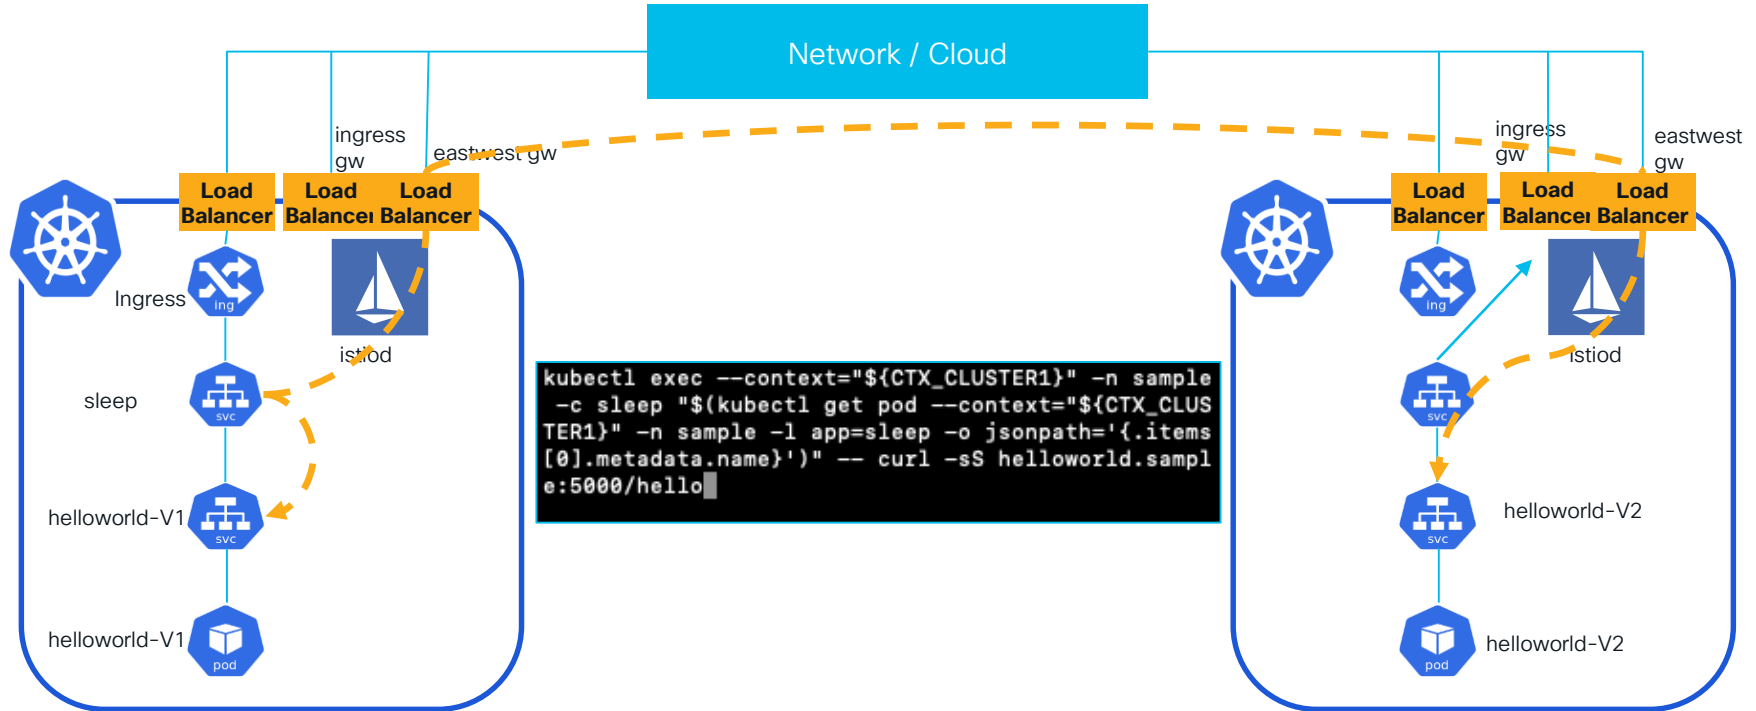 Network / Cloud
ingress
gw
eastwest gw
ingress
gw
eastwest
gw
Load
Balancer
Load
Balancer
Load
Balancer
Load
Balancer
Load
Balancer
Load
Balancer
Ingress
ing
istiod
ing
istiod
sleep
svc
svc
kubectl exec --context="${CTX_CLUSTER1}" -n sample
-c sleep "$(kubectl get pod --context="${CTX_CLUS
TER1}" -n sample -l app=sleep -o jsonpath='{.items
[0].metadata.name}')" -- curl -sS helloworld.sampl
e:5000/hello
helloworld-V1
svc
svc
helloworld-V2
helloworld-V1
pod
pod
helloworld-V2